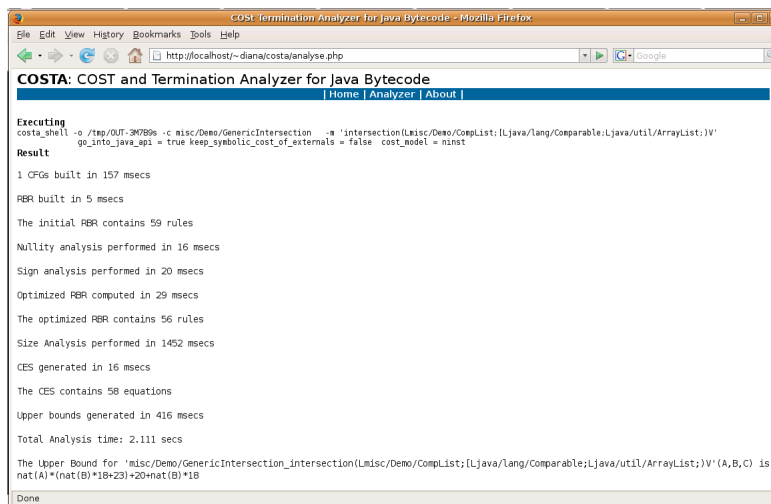 COSt Termination Analyzer for Java Bytecode - Mozilla Firefox
File Edit View History Bookmarks Tools Help
http://localhost/~diana/costa/analyse.php
G Google
COSTA: COST and Termination Analyzer for Java Bytecode
| Home | Analyzer | About |
Executing
costa_shell -o /tmp/OUT-3M7B9s -c misc/Demo/GenericIntersection -m 'intersection(Lmisc/Demo/CompList;[Ljava/lang/Comparable;Ljava/util/ArrayList;)V'
go_into_java_api = true keep_symbolic_cost_of_externals = false cost_model = ninst
Result
1 CFGs built in 157 msecs
RBR built in 5 msecs
The initial RBR contains 59 rules
Nullity analysis performed in 16 msecs
Sign analysis performed in 20 msecs
Optimized RBR computed in 29 msecs
The optimized RBR contains 56 rules
Size Analysis performed in 1452 msecs
CES generated in 16 msecs
The CES contains 58 equations
Upper bounds generated in 416 msecs
Total Analysis time: 2.111 secs
The Upper Bound for 'misc/Demo/GenericIntersection_intersection(Lmisc/Demo/CompList;[Ljava/lang/Comparable;Ljava/util/ArrayList;)V'(A,B,C) is
nat(A)*(nat(B)*18+23)+20+nat(B)*18
Done